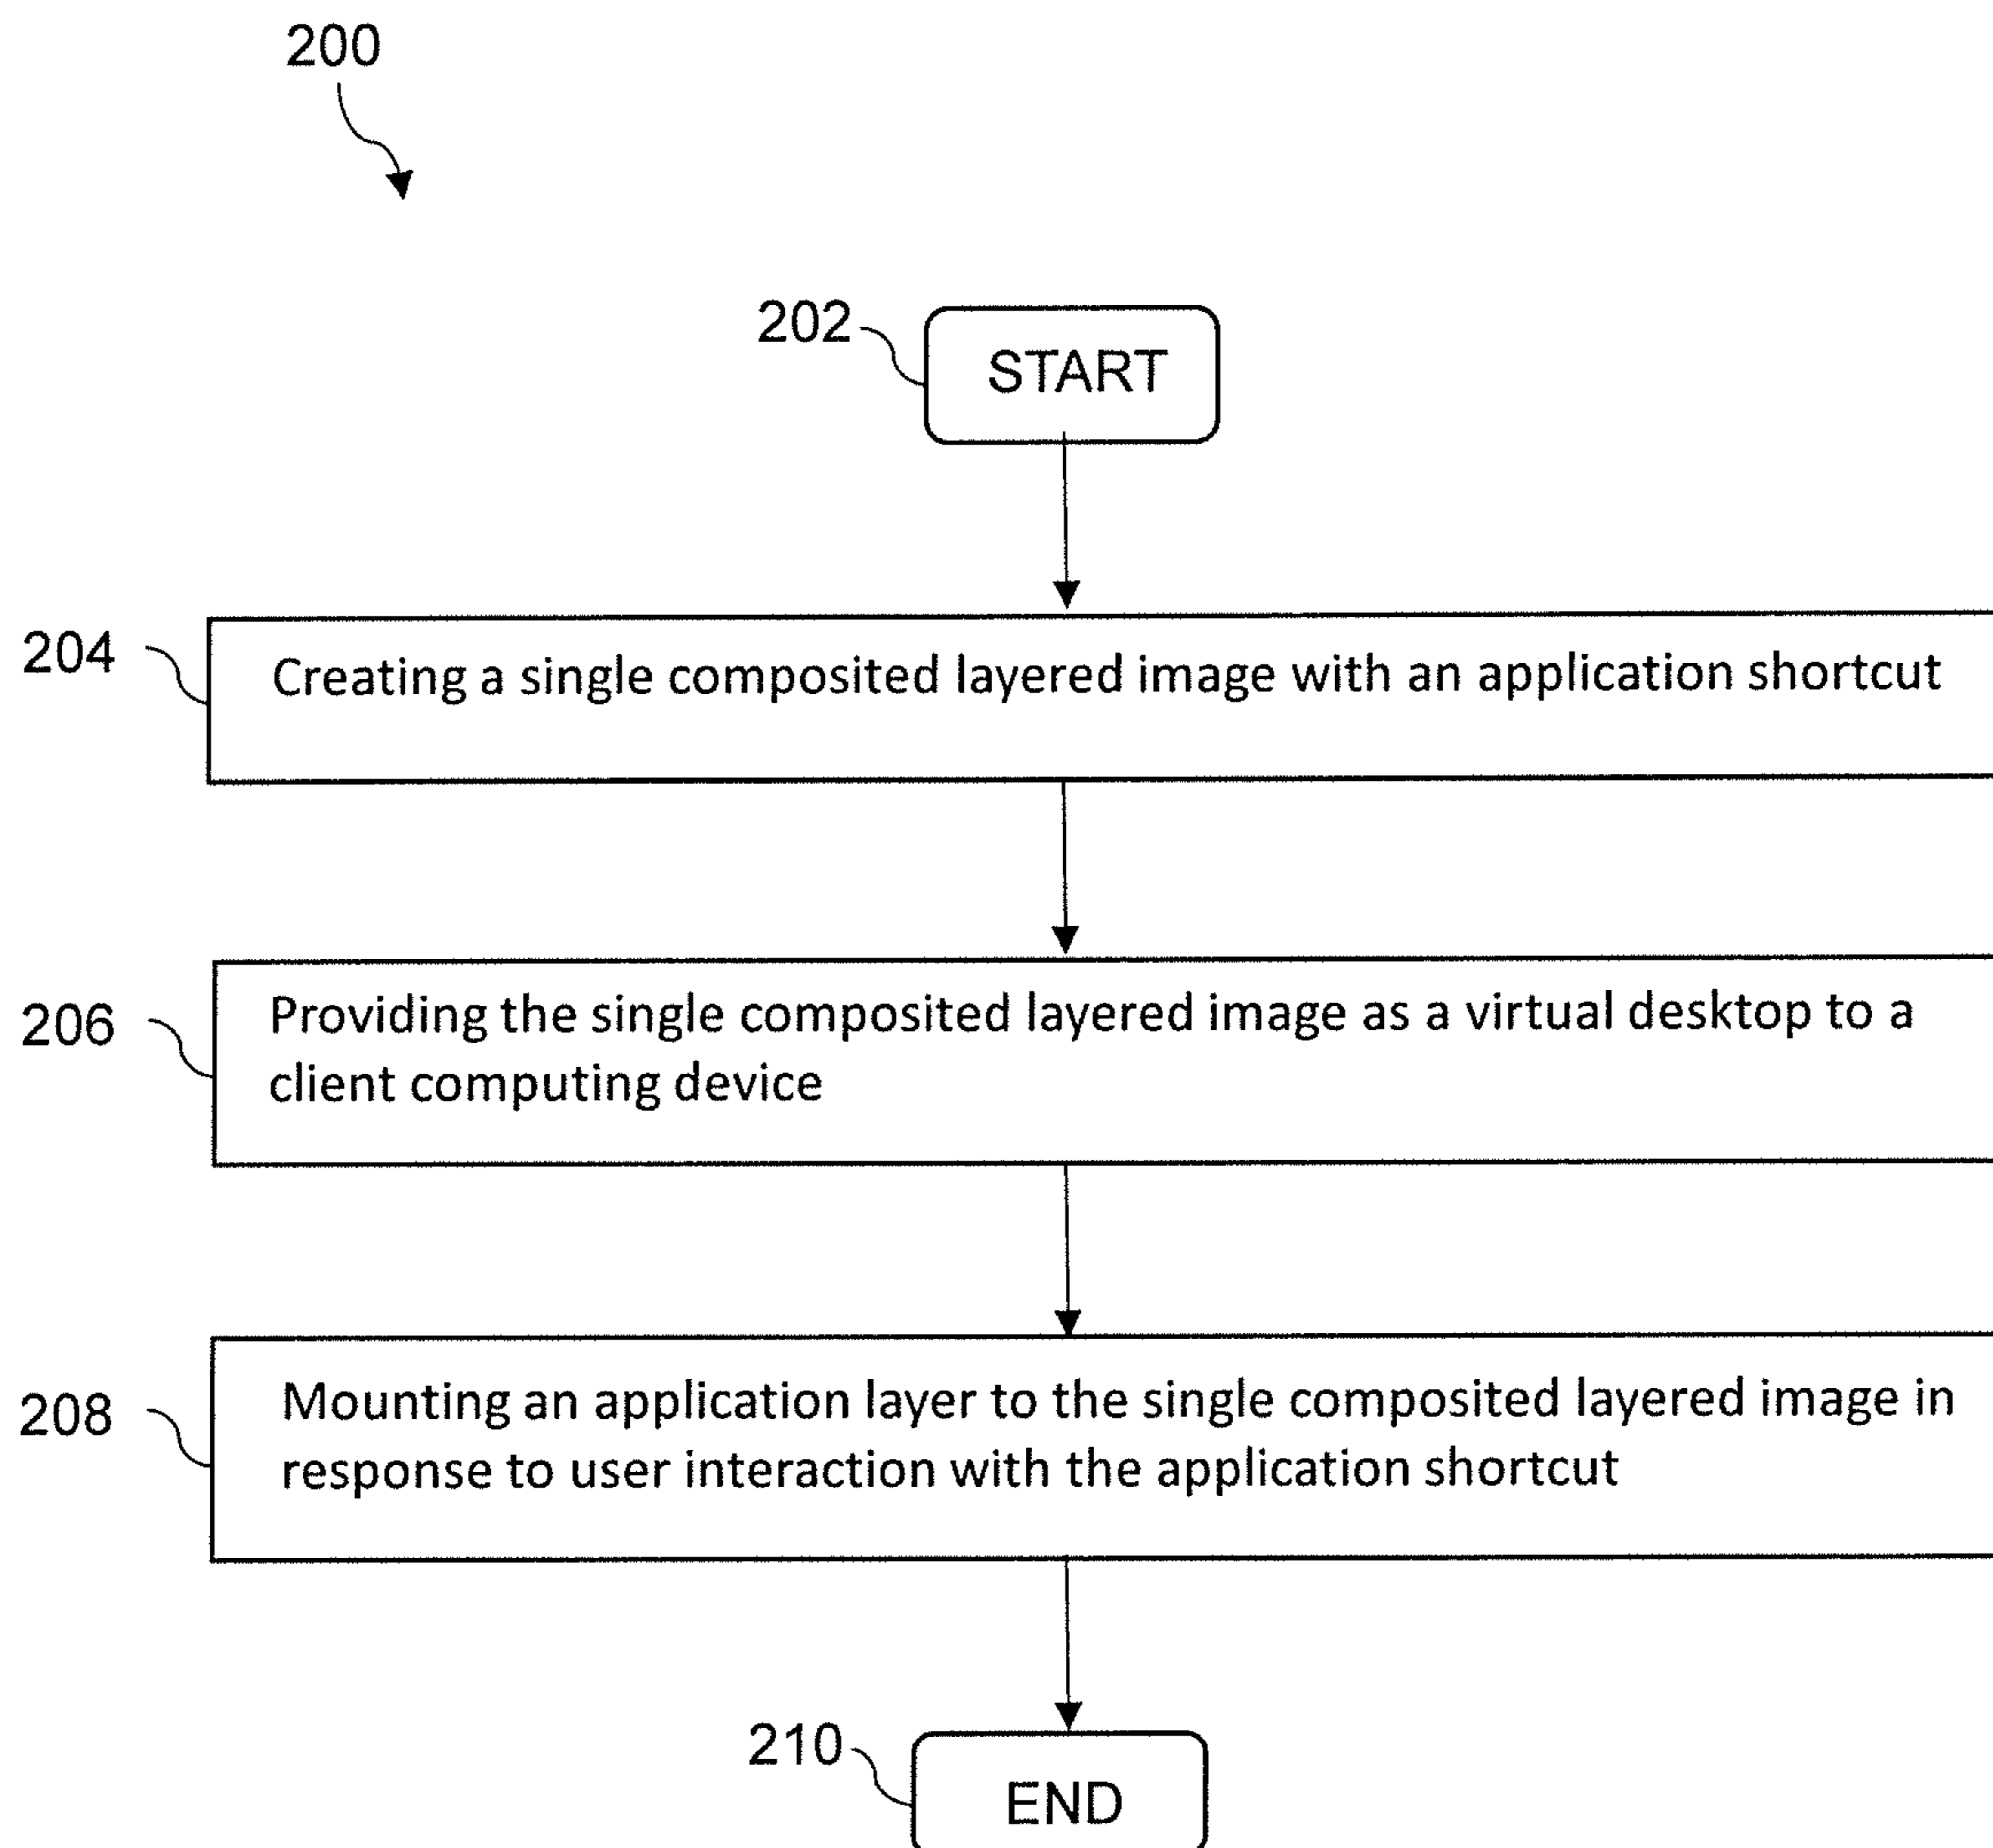 200
202
START
204
Creating a single composited layered image with an application shortcut
206
Providing the single composited layered image as a virtual desktop to a
client computing device
208
Mounting an application layer to the single composited layered image in
response to user interaction with the application shortcut
210
END